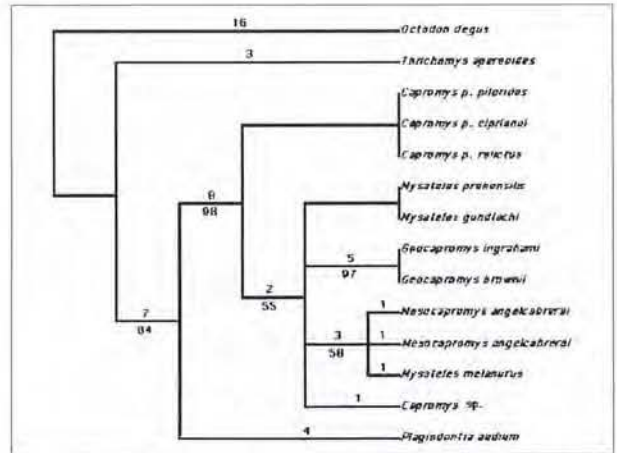 16
Octodon degus
3
Thrichomys apereoides
Capromys p. pilorides
Capromys p. ciprianoi
Capromys p. relictus
Mysateles prehensilis
9
98
Mysateles gundlachi
Geocapromys ingrahami
5
97
Geocapromys brownii
2
55
1
Mesocapromys angelcabrerai
7
84
3
58
1
Mesocapromys angelcabrerai
1
Mysateles melanurus
1
Capromys sp.
4
Plagiodontia aedium